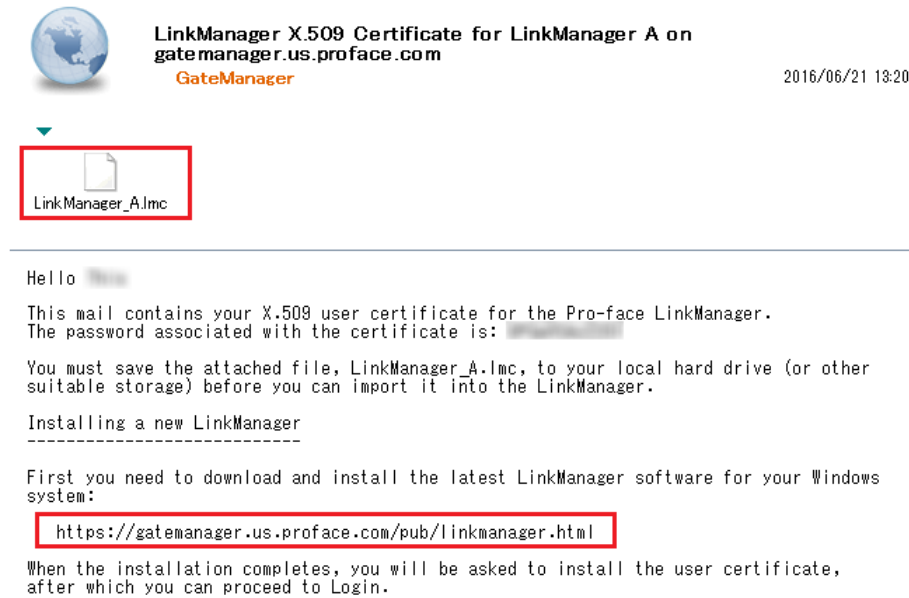 LinkManager X.509 Certificate for LinkManager A on
gatemanager.us.proface.com
GateManager
2016/06/21 13:20
LinkManager_A.lmc
Hello
This mail contains your X.509 user certificate for the Pro-face LinkManager.
The password associated with the certificate is:
You must save the attached file, LinkManager_A.lmc, to your local hard drive (or other
suitable storage) before you can import it into the LinkManager.
Installing a new LinkManager
----------------------------
First you need to download and install the latest LinkManager software for your Windows
system:
https://gatemanager.us.proface.com/pub/linkmanager.html
When the installation completes, you will be asked to install the user certificate,
after which you can proceed to Login.